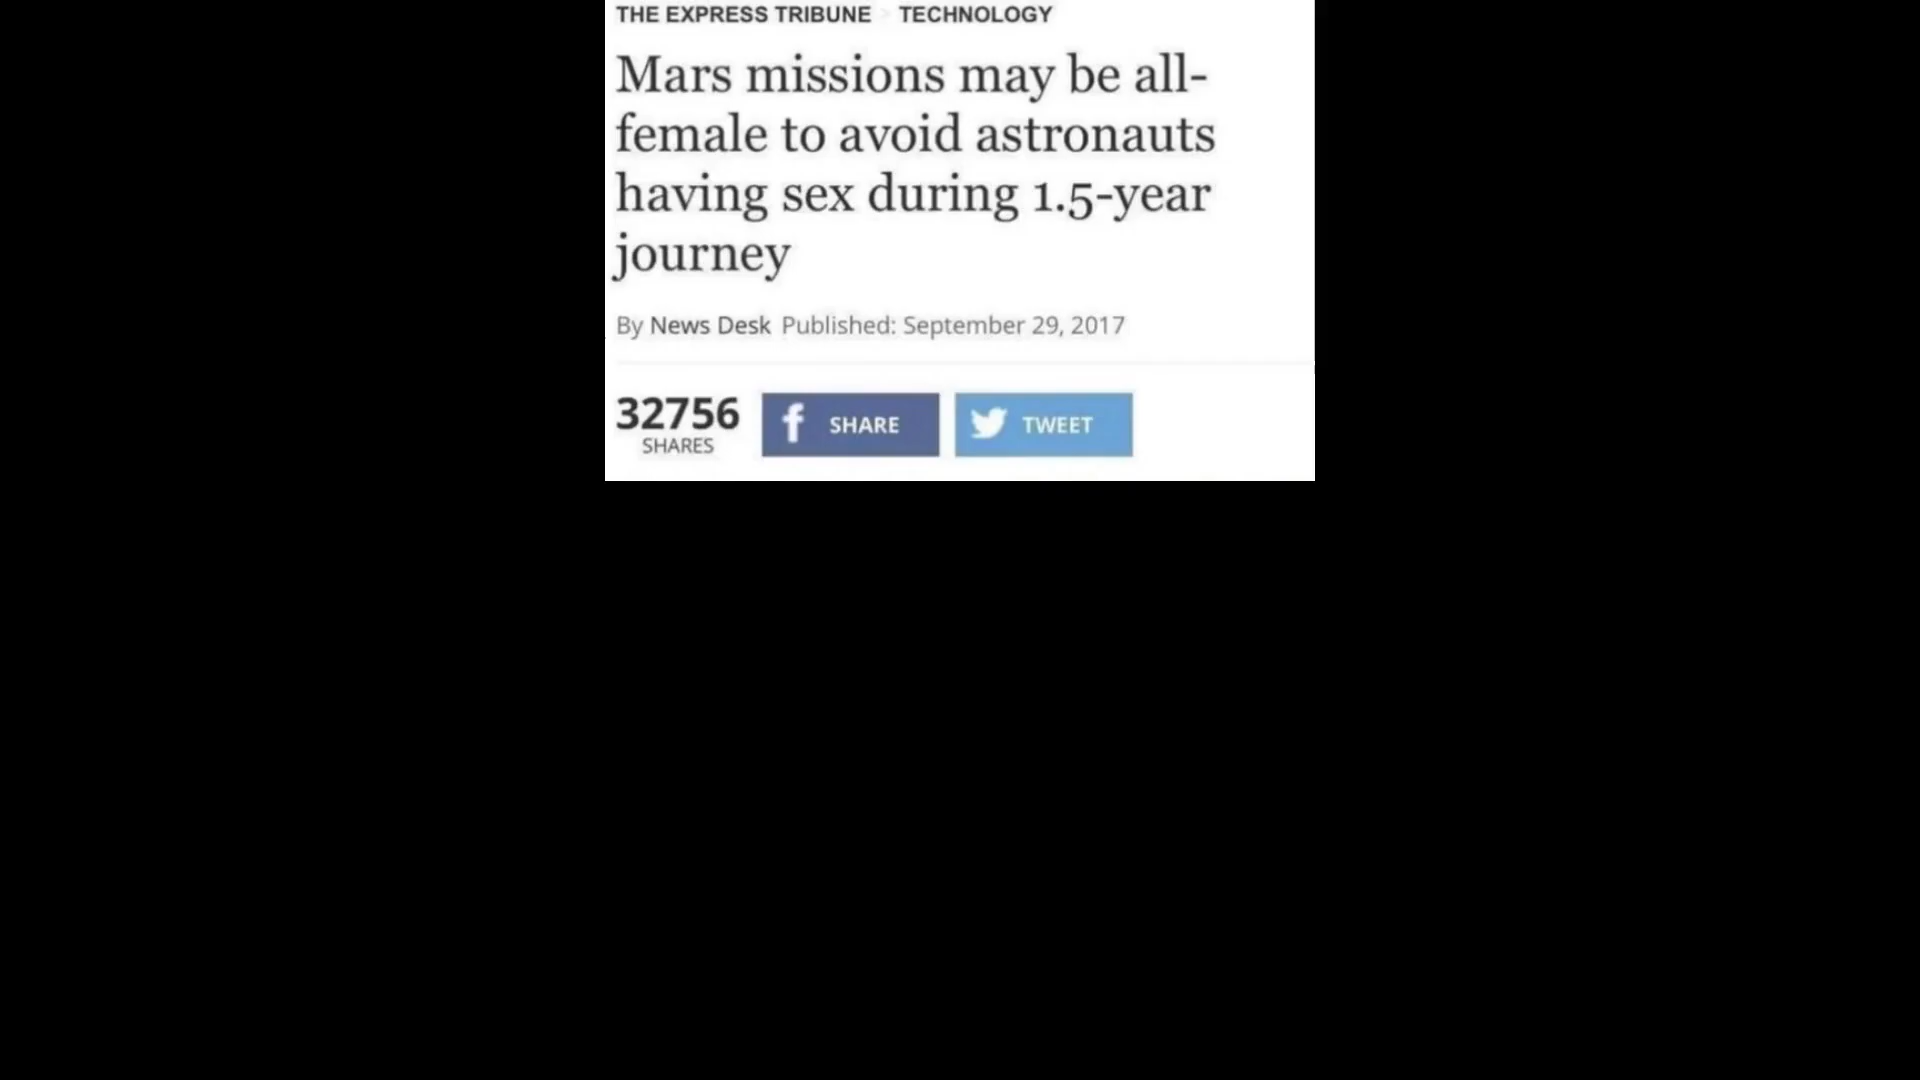 THE EXPRESS TRIBUNE > TECHNOLOGY
Mars missions may be all-
female to avoid astronauts
having sex during 1.5-year
journey
By News Desk Published: September 29, 2017
32756
SHARES
SHARE
TWEET